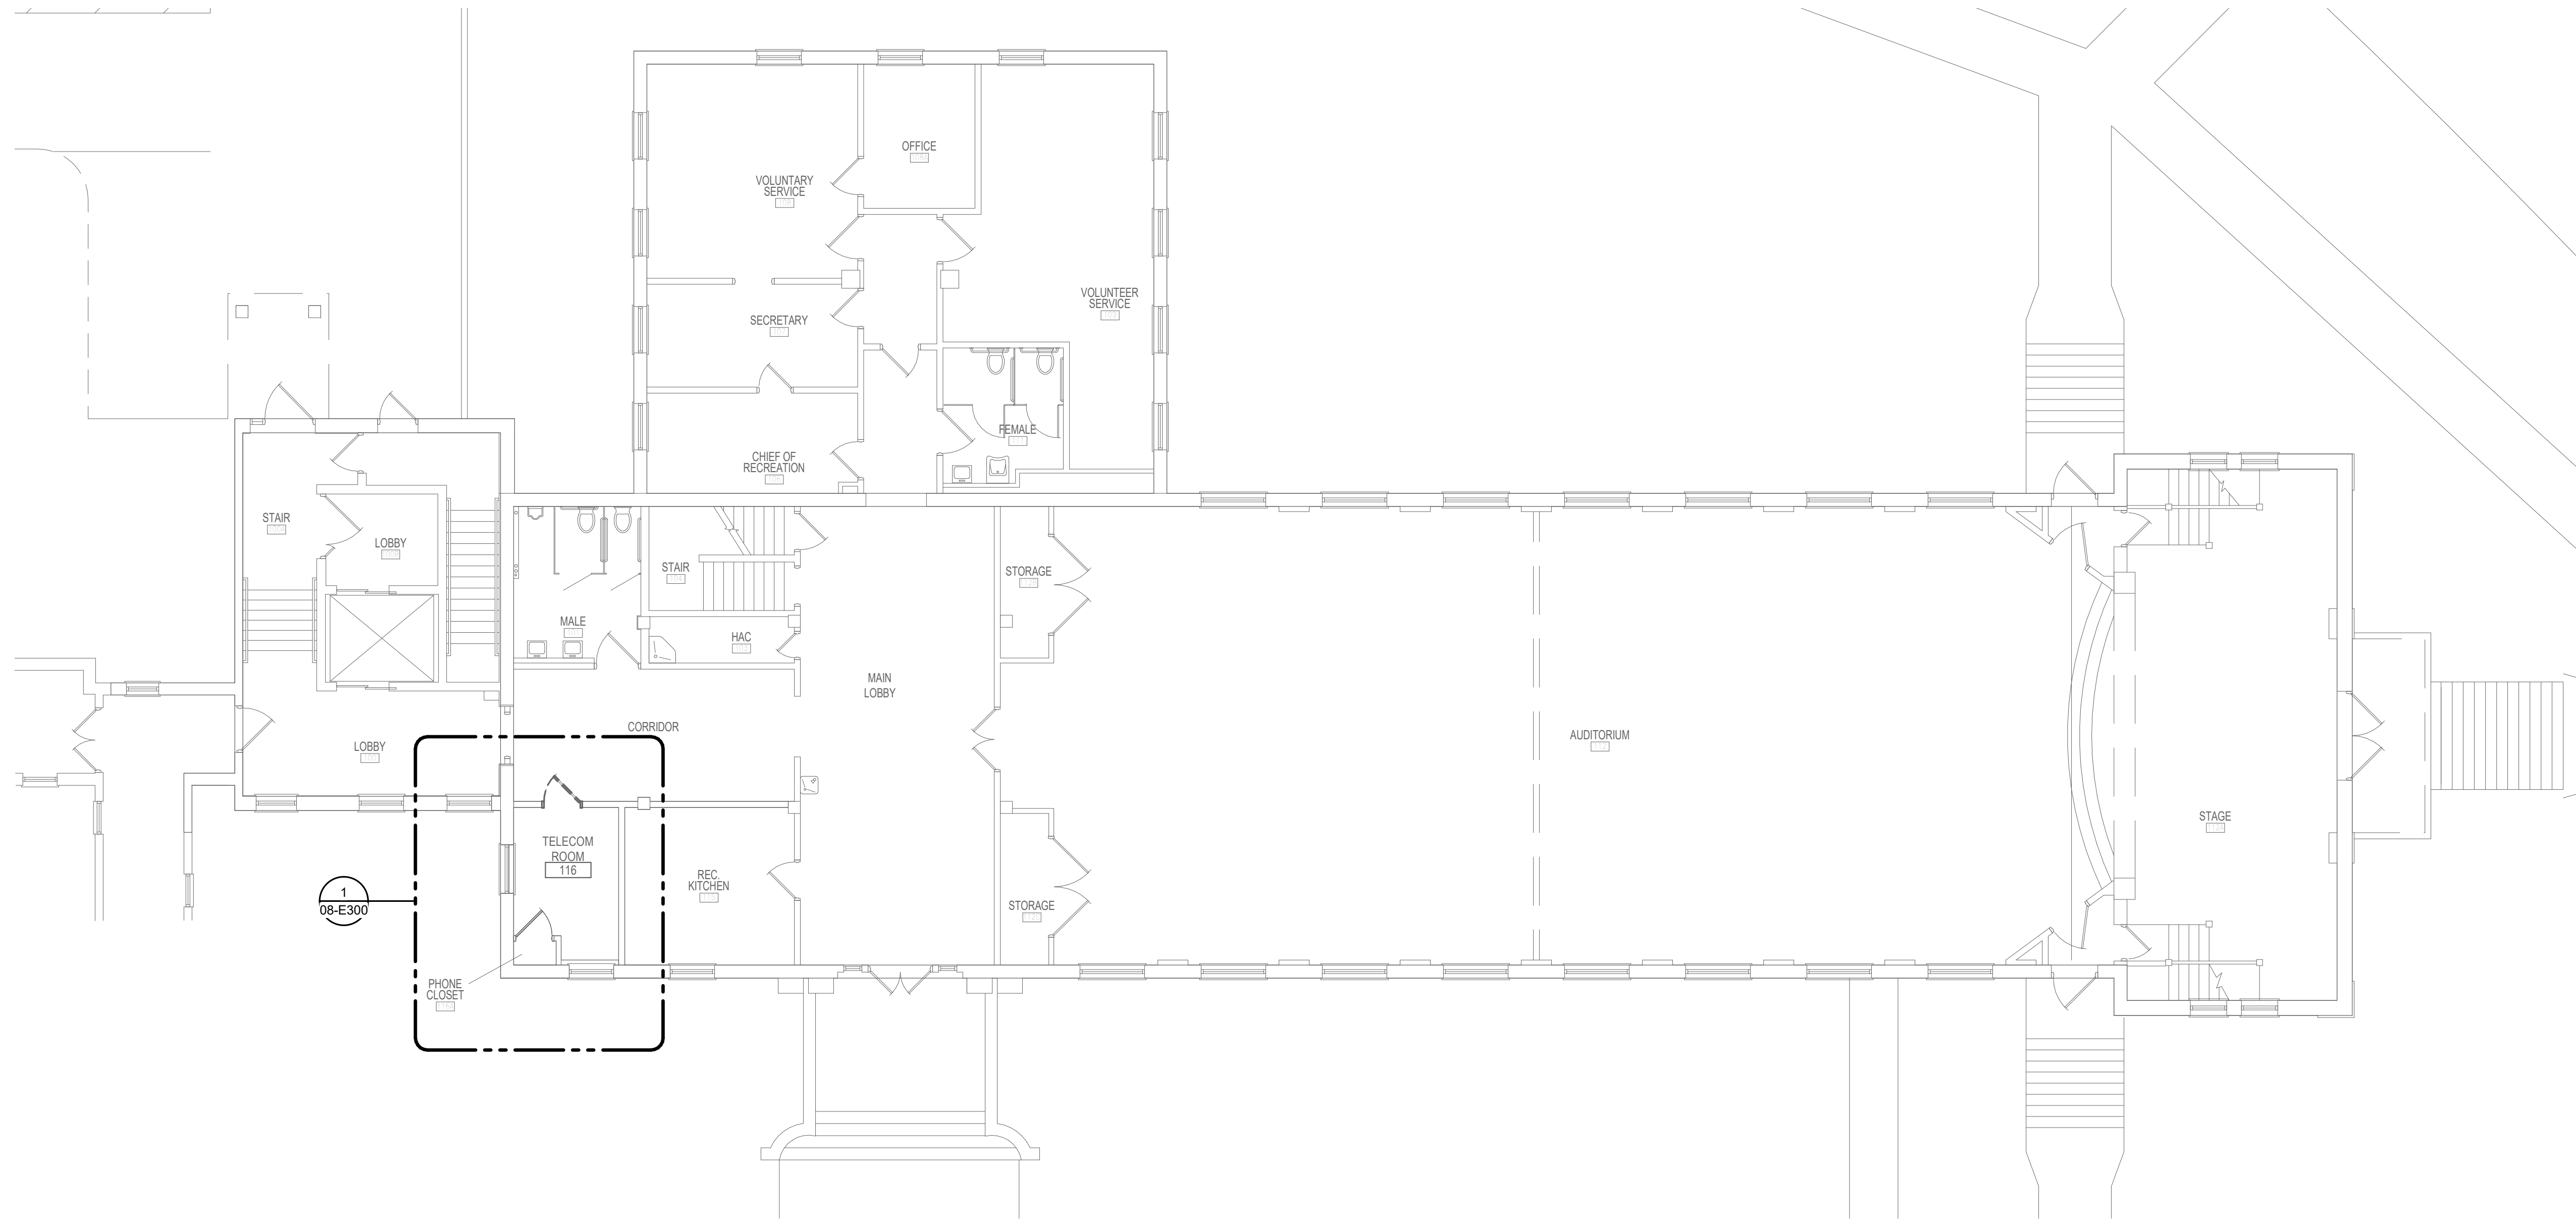 OFFICE
VOLUNTARY
SERVICE
VOLUNTEER
SERVICE
SECRETARY
FEMALE
CHIEF OF
RECREATION
STAIR
LOBBY
STAIR
STORAGE
MALE
HAC
MAIN
LOBBY
CORRIDOR
LOBBY
AUDITORIUM
STAGE
TELECOM
ROOM
116
REC.
KITCHEN
1
08-E300
STORAGE
PHONE
CLOSET